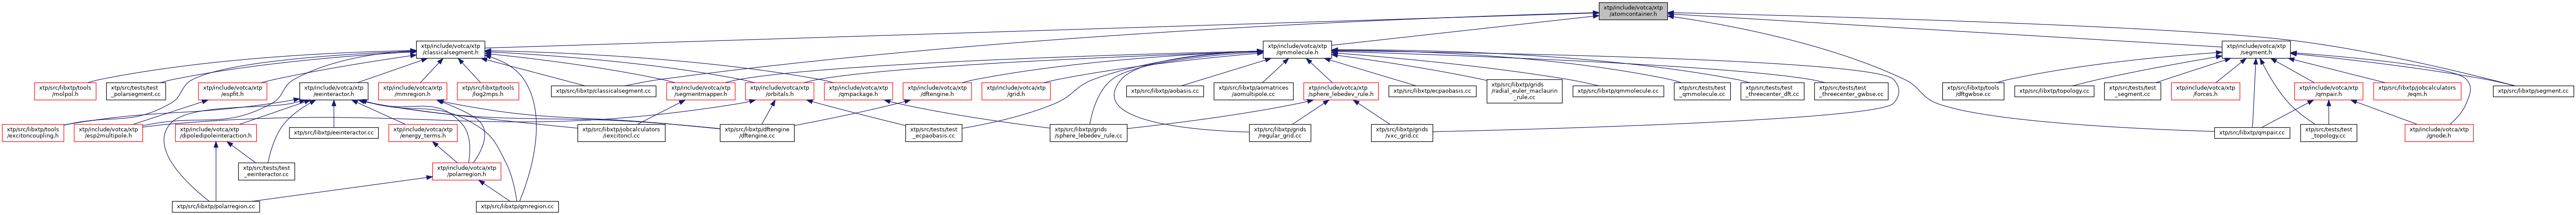 xtp/include/votca/xtp
/atomcontainer.h
xtp/include/votca/xtp
/classicalsegment.h
xtp/include/votca/xtp
/qmmolecule.h
xtp/include/votca/xtp
/segment.h
xtp/src/libxtp/tools
/molpol.h
xtp/src/tests/test
_polarsegment.cc
xtp/include/votca/xtp
/espfit.h
xtp/include/votca/xtp
/eeinteractor.h
xtp/include/votca/xtp
/mmregion.h
xtp/src/libxtp/tools
/log2mps.h
xtp/src/libxtp/classicalsegment.cc
xtp/include/votca/xtp
/segmentmapper.h
xtp/include/votca/xtp
/orbitals.h
xtp/include/votca/xtp
/qmpackage.h
xtp/include/votca/xtp
/dftengine.h
xtp/include/votca/xtp
/grid.h
xtp/src/libxtp/aobasis.cc
xtp/src/libxtp/aomatrices
/aomultipole.cc
xtp/include/votca/xtp
/sphere_lebedev_rule.h
xtp/src/libxtp/ecpaobasis.cc
xtp/src/libxtp/grids
/radial_euler_maclaurin
_rule.cc
xtp/src/libxtp/qmmolecule.cc
xtp/src/tests/test
_qmmolecule.cc
xtp/src/tests/test
_threecenter_dft.cc
xtp/src/tests/test
_threecenter_gwbse.cc
xtp/src/libxtp/tools
/dftgwbse.cc
xtp/src/libxtp/topology.cc
xtp/src/tests/test
_segment.cc
xtp/include/votca/xtp
/forces.h
xtp/include/votca/xtp
/qmpair.h
xtp/src/libxtp/jobcalculators
/eqm.h
xtp/src/libxtp/segment.cc
xtp/src/libxtp/tools
/excitoncoupling.h
xtp/include/votca/xtp
/esp2multipole.h
xtp/include/votca/xtp
/dipoledipoleinteraction.h
xtp/src/libxtp/eeinteractor.cc
xtp/include/votca/xtp
/energy_terms.h
xtp/src/libxtp/jobcalculators
/iexcitoncl.cc
xtp/src/libxtp/dftengine
/dftengine.cc
xtp/src/tests/test
_ecpaobasis.cc
xtp/src/libxtp/grids
/sphere_lebedev_rule.cc
xtp/src/libxtp/grids
/regular_grid.cc
xtp/src/libxtp/grids
/vxc_grid.cc
xtp/src/libxtp/qmpair.cc
xtp/src/tests/test
_topology.cc
xtp/include/votca/xtp
/gnode.h
xtp/src/tests/test
_eeinteractor.cc
xtp/include/votca/xtp
/polarregion.h
xtp/src/libxtp/polarregion.cc
xtp/src/libxtp/qmregion.cc